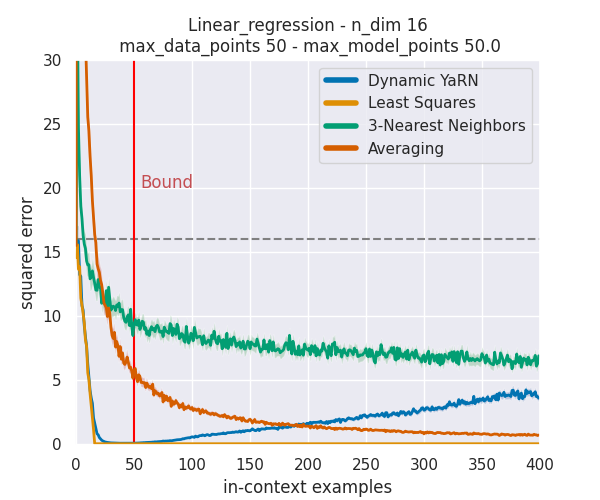 Linear_regression - n_dim 16
max_data_points 50 - max_model_points 50.0
Dynamic YaRN
Least Squares
3-Nearest Neighbors
Averaging
Bound
squared error
30
25
20
15
10
5
0
0 50 100 150 200 250 300 350 400
in-context examples